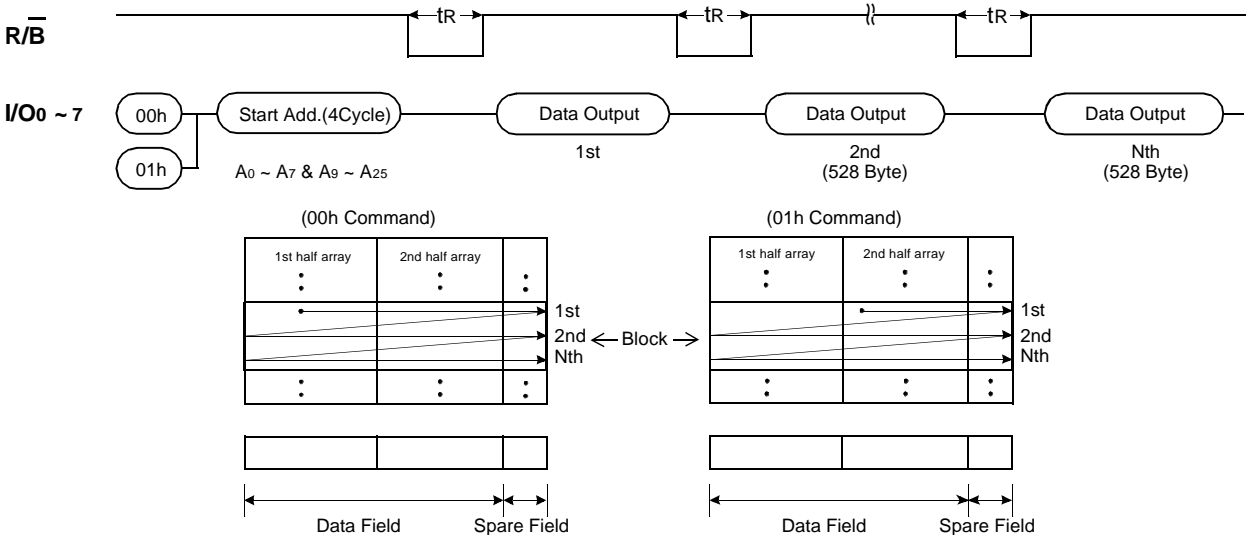 R/B tR tR tR
I/O0 ~ 7 00h Start Add.(4Cycle) Data Output Data Output Data Output
01h A0 ~ A7 & A9 ~ A25 1st 2nd Nth
(528 Byte) (528 Byte)
(00h Command) (01h Command)
1st half array 2nd half array 1st half array 2nd half array
1st 1st
2nd Block 2nd
Nth Nth
Data Field Spare Field Data Field Spare Field